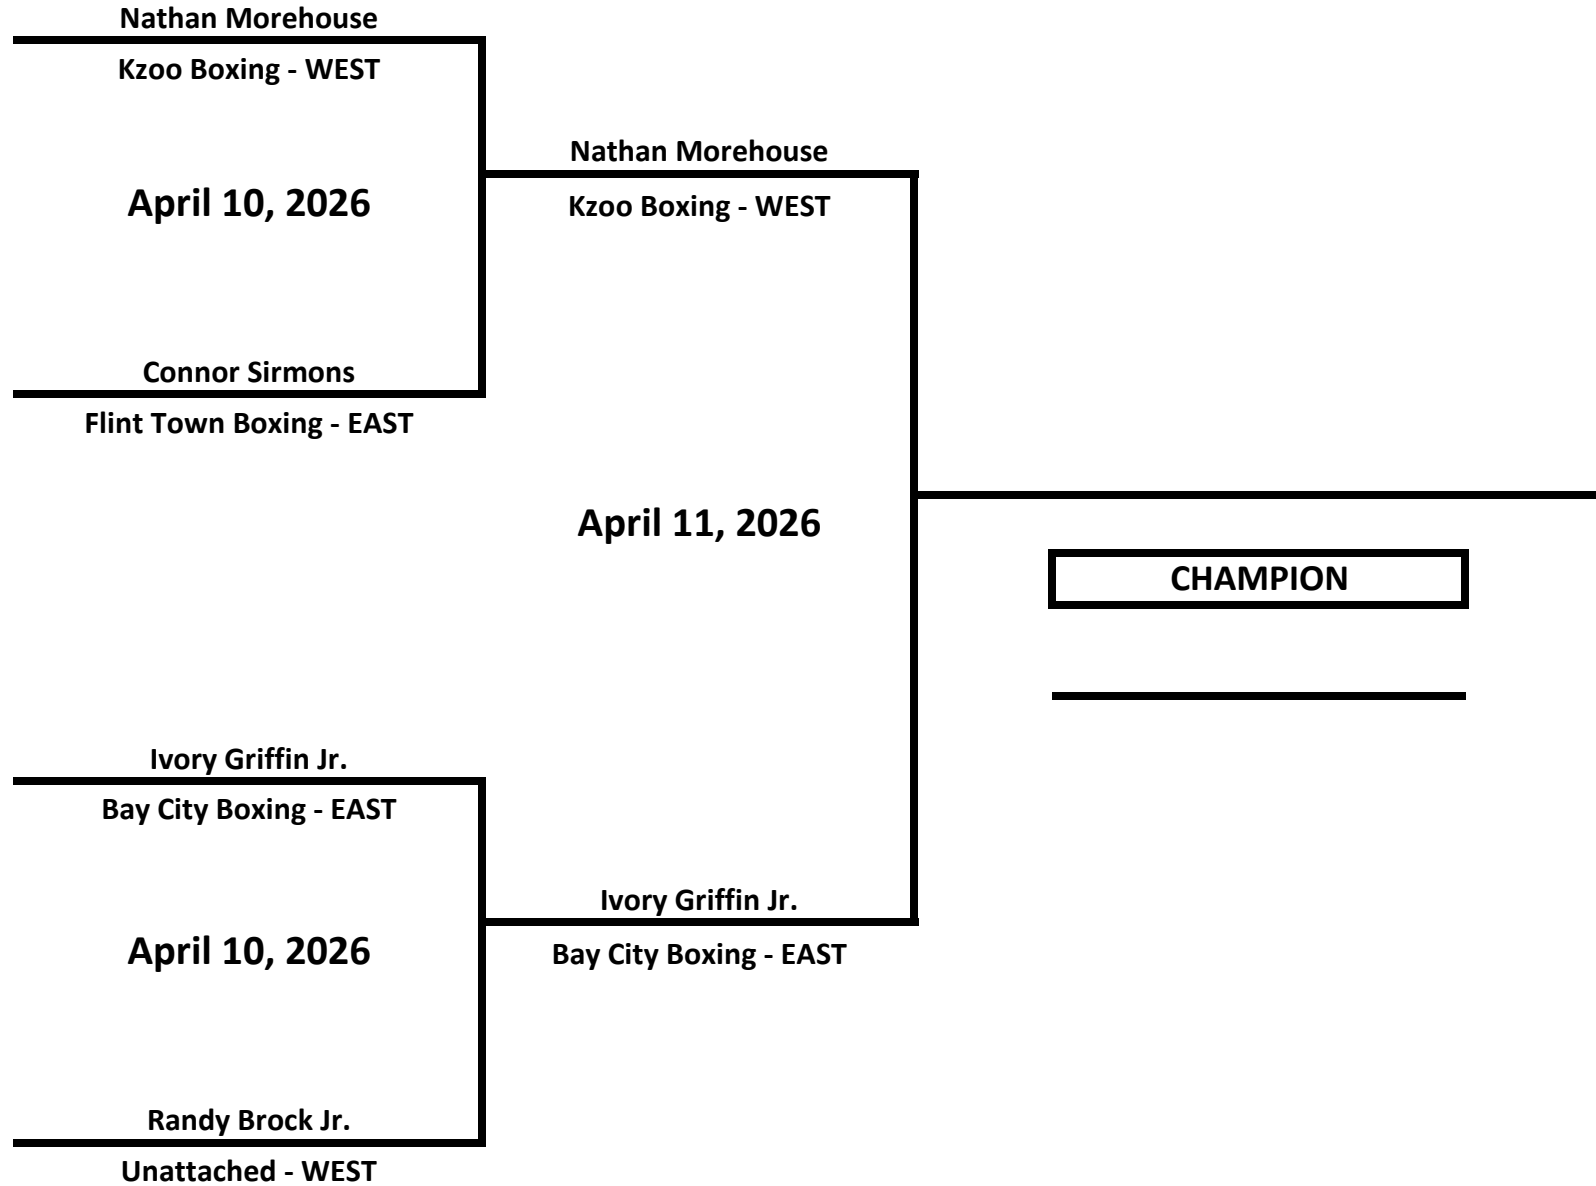 Nathan Morehouse
Kzoo Boxing - WEST
April 10, 2026
Connor Sirmons
Flint Town Boxing - EAST
Nathan Morehouse
Kzoo Boxing - WEST
April 11, 2026
CHAMPION
Ivory Griffin Jr.
Bay City Boxing - EAST
April 10, 2026
Randy Brock Jr.
Unattached - WEST
Ivory Griffin Jr.
Bay City Boxing - EAST